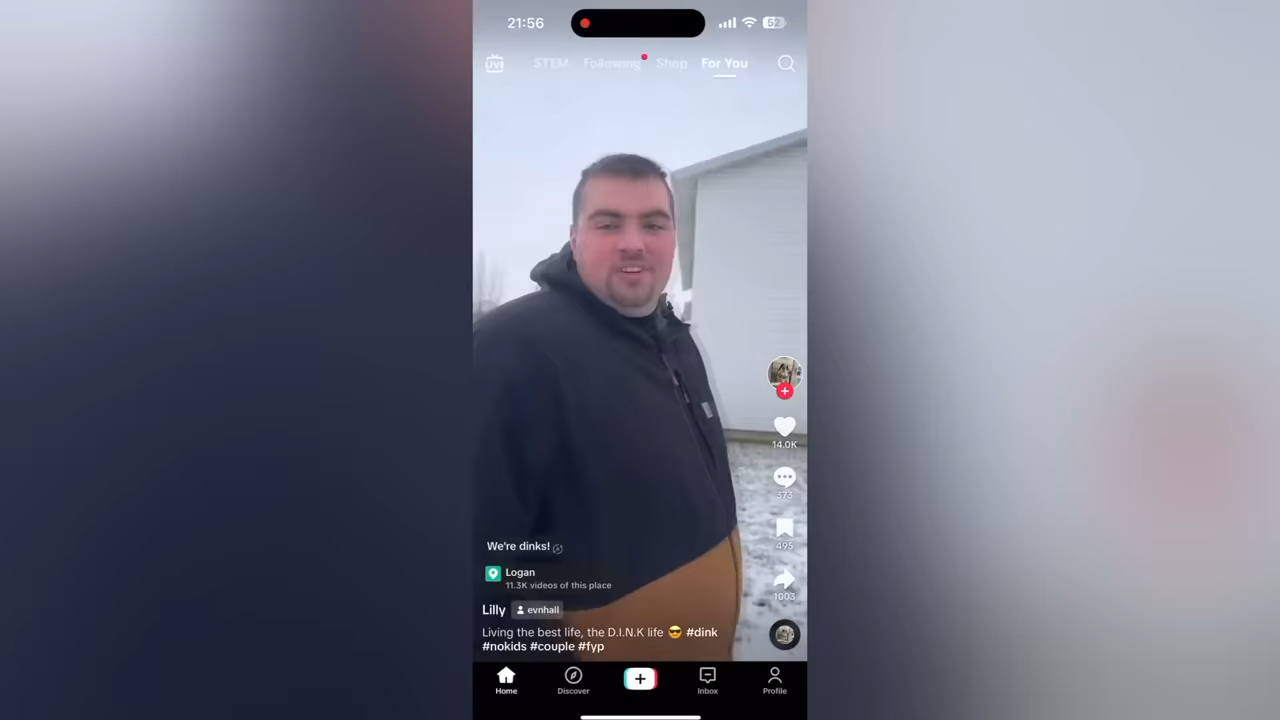 21:56
52
LIVE STEM Following Shop For You
14.0K
373
495
1003
We're dinks!
Logan
11.3K videos of this place
Lilly evnhall
Living the best life, the D.I.N.K life 😎 #dink
#nokids #couple #fyp
Home Discover Inbox Profile